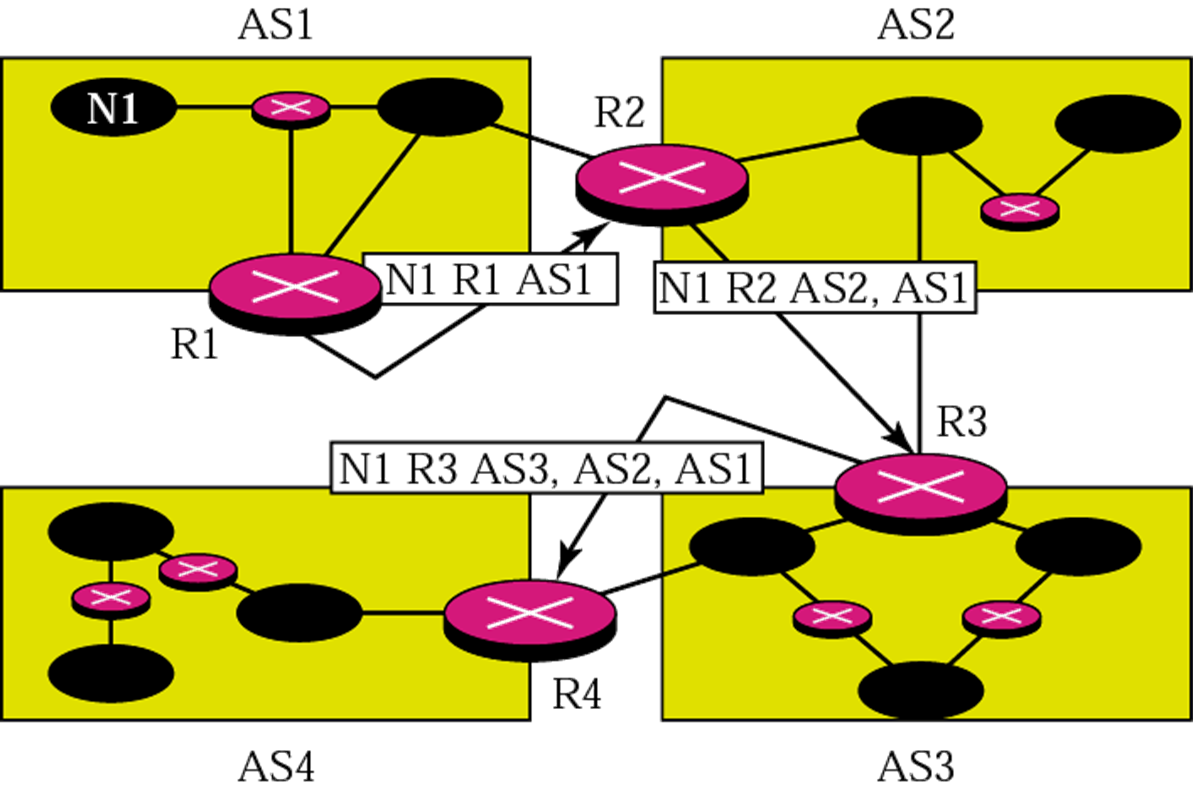 AS1
AS2
N1
R2
N1 R1 AS1
N1 R2 AS2, AS1
R1
R3
N1 R3 AS3, AS2, AS1
R4
AS4
AS3